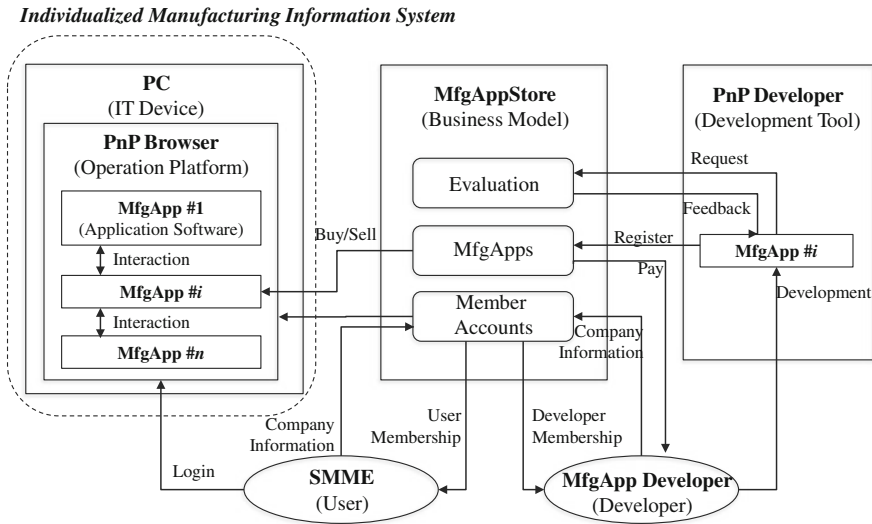 Individualized Manufacturing Information System
PC
(IT Device)
PnP Browser
(Operation Platform)
MfgApp #1
(Application Software)
Interaction
MfgApp #i
Interaction
MfgApp #n
Buy/Sell
MfgAppStore
(Business Model)
Evaluation
MfgApps
Member
Accounts
PnP Developer
(Development Tool)
Request
Feedback
Register
MfgApp #i
Pay
Development
Company
Information
Company
Information
User
Membership
Developer
Membership
Login
SMME
(User)
MfgApp Developer
(Developer)